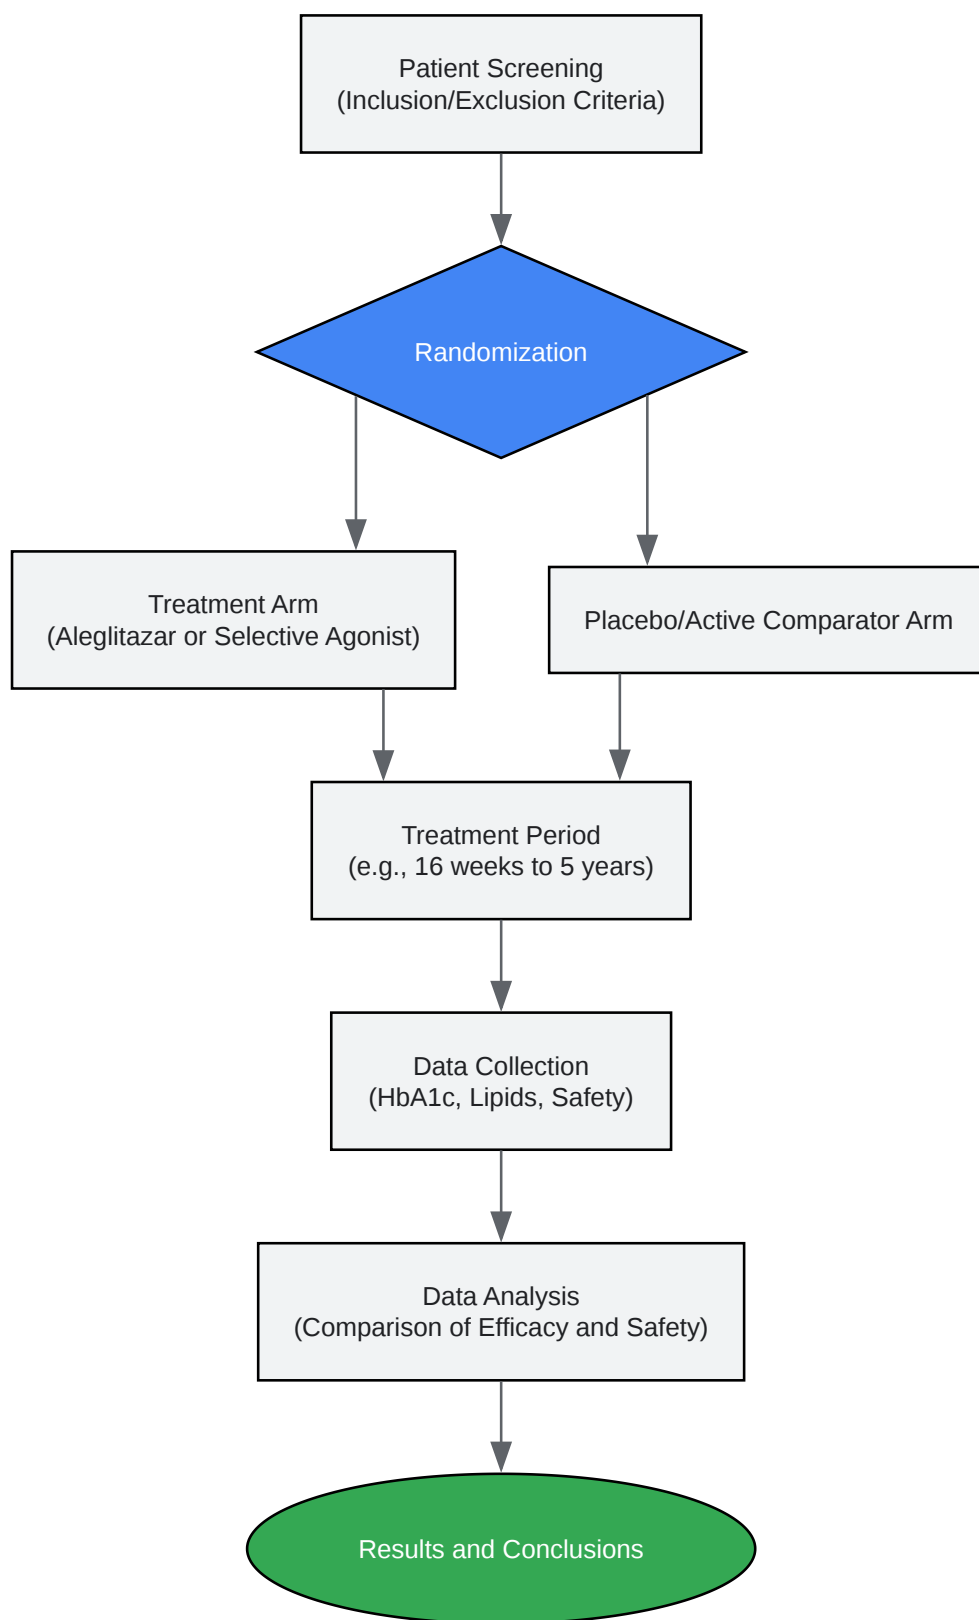 Patient Screening
(Inclusion/Exclusion Criteria)
Randomization
Treatment Arm
(Aleglitazar or Selective Agonist)
Placebo/Active Comparator Arm
Treatment Period
(e.g., 16 weeks to 5 years)
Data Collection
(HbA1c, Lipids, Safety)
Data Analysis
(Comparison of Efficacy and Safety)
Results and Conclusions